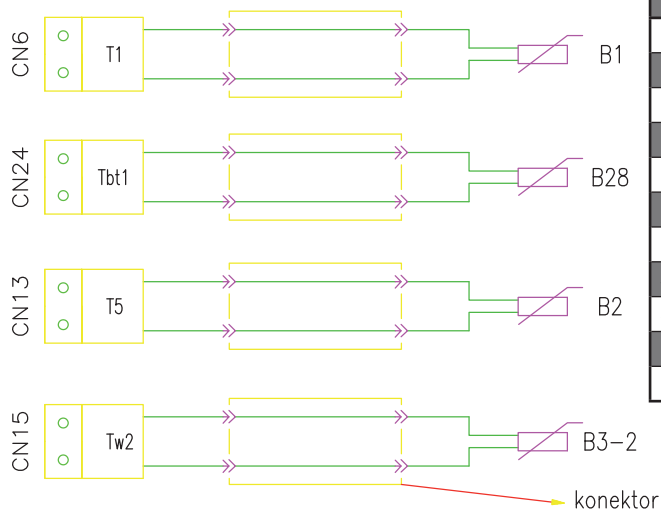 CN6 T1 B1
CN24 Tbt1 B28
CN13 T5 B2
CN15 Tw2 B3-2
konektor